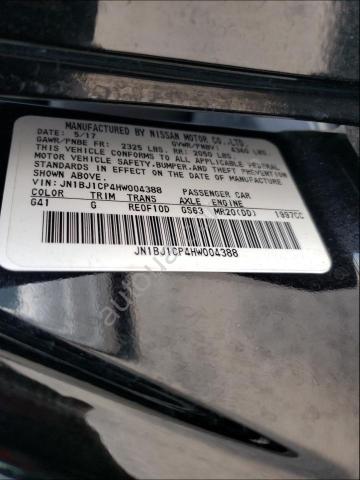 MANUFACTURED BY NISSAN MOTOR CO.,LTD.
DATE: 5/17 GVWR/PNBV: 4360 LBS
GAWR/PNBE FR: 2325 LBS. RR: 2050 LBS.
THIS VEHICLE CONFORMS TO ALL APPLICABLE FEDERAL
MOTOR VEHICLE SAFETY, BUMPER, AND THEFT PREVENTION
STANDARDS IN EFFECT ON THE DATE OF MANUFACTURE
SHOWN ABOVE.
VIN: JN1BJ1CP4HW004388 PASSENGER CAR
COLOR TRIM TRANS AXLE ENGINE
G41 G RE0F10D GS63 MR20(DD) 1997CC
JN1BJ1CP4HW004388